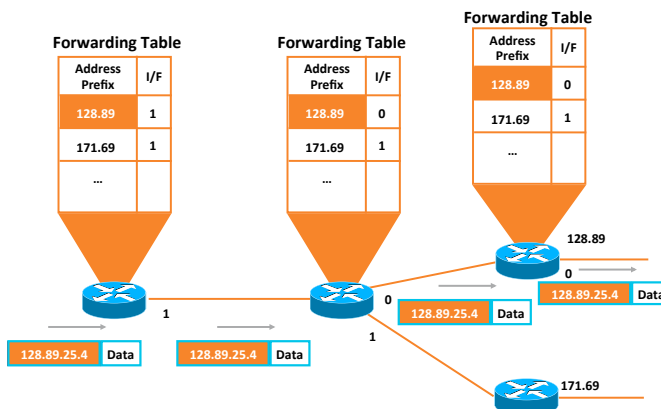 Forwarding Table
Address Prefix I/F
128.89 1
171.69 1
...
Forwarding Table
Address Prefix I/F
128.89 0
171.69 1
...
Forwarding Table
Address Prefix I/F
128.89 0
171.69 1
...
1
0
1
128.89
0
171.69
128.89.25.4 Data
128.89.25.4 Data
128.89.25.4 Data
128.89.25.4 Data